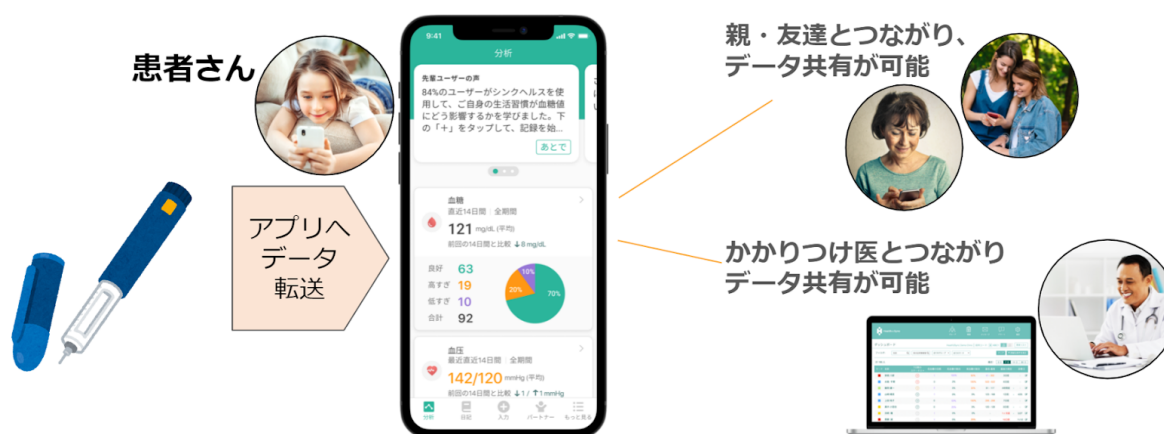 患者さん
アプリへ
データ
転送
9:41
分析
先輩ユーザーの声
84%のユーザーがシンクヘルスを使
用して、ご自身の生活習慣が血糖値
にどう影響するかを学びました。下
の「+」をタップして、記録を始...
あとで
血糖
直近14日間 全期間
121 mg/dL (平均)
前回の14日間と比較 ↓8 mg/dL
良好 63
高すぎ 19
低すぎ 10
合計 92
10%
20%
70%
血圧
最近直近14日間 全期間
142/120 mmHg (平均)
前回の14日間と比較 ↓1 / ↑1 mmHg
分析
日記
入力
パートナー
もっと見る
親・友達とつながり、
データ共有が可能
かかりつけ医とつながり
データ共有が可能